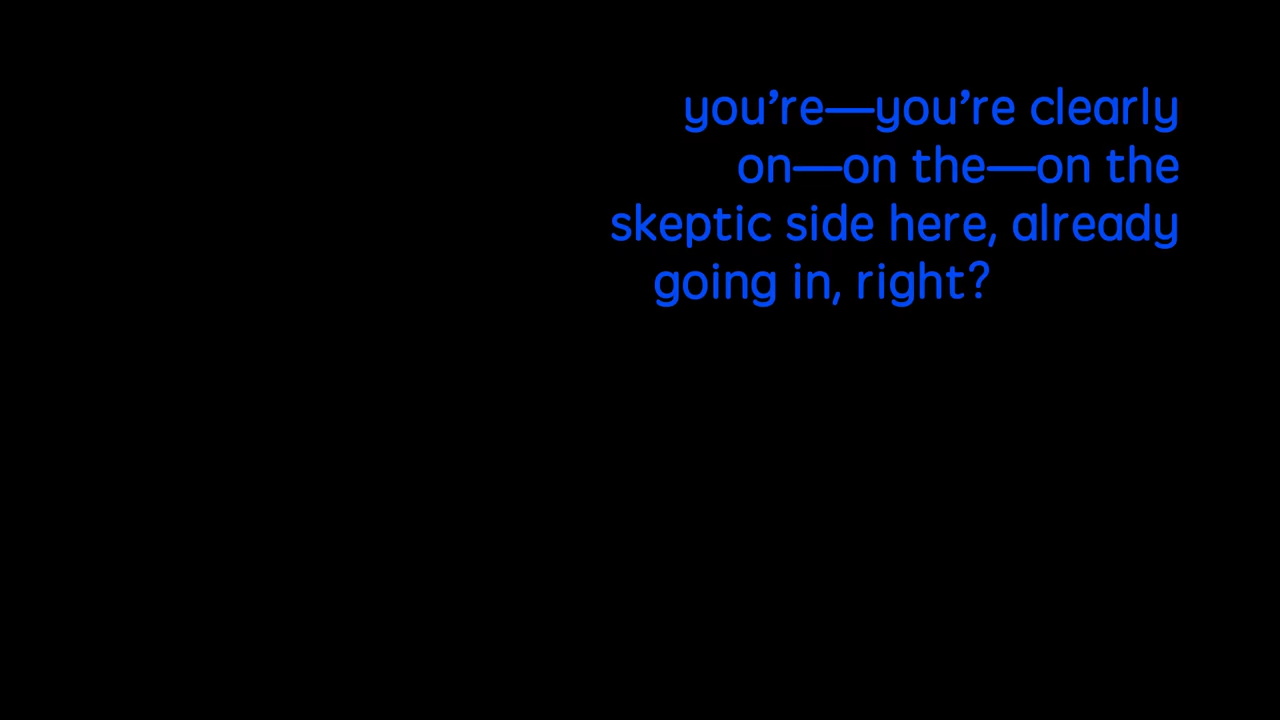 you’re—you’re clearly
on—on the—on the
skeptic side here, already
going in, right?